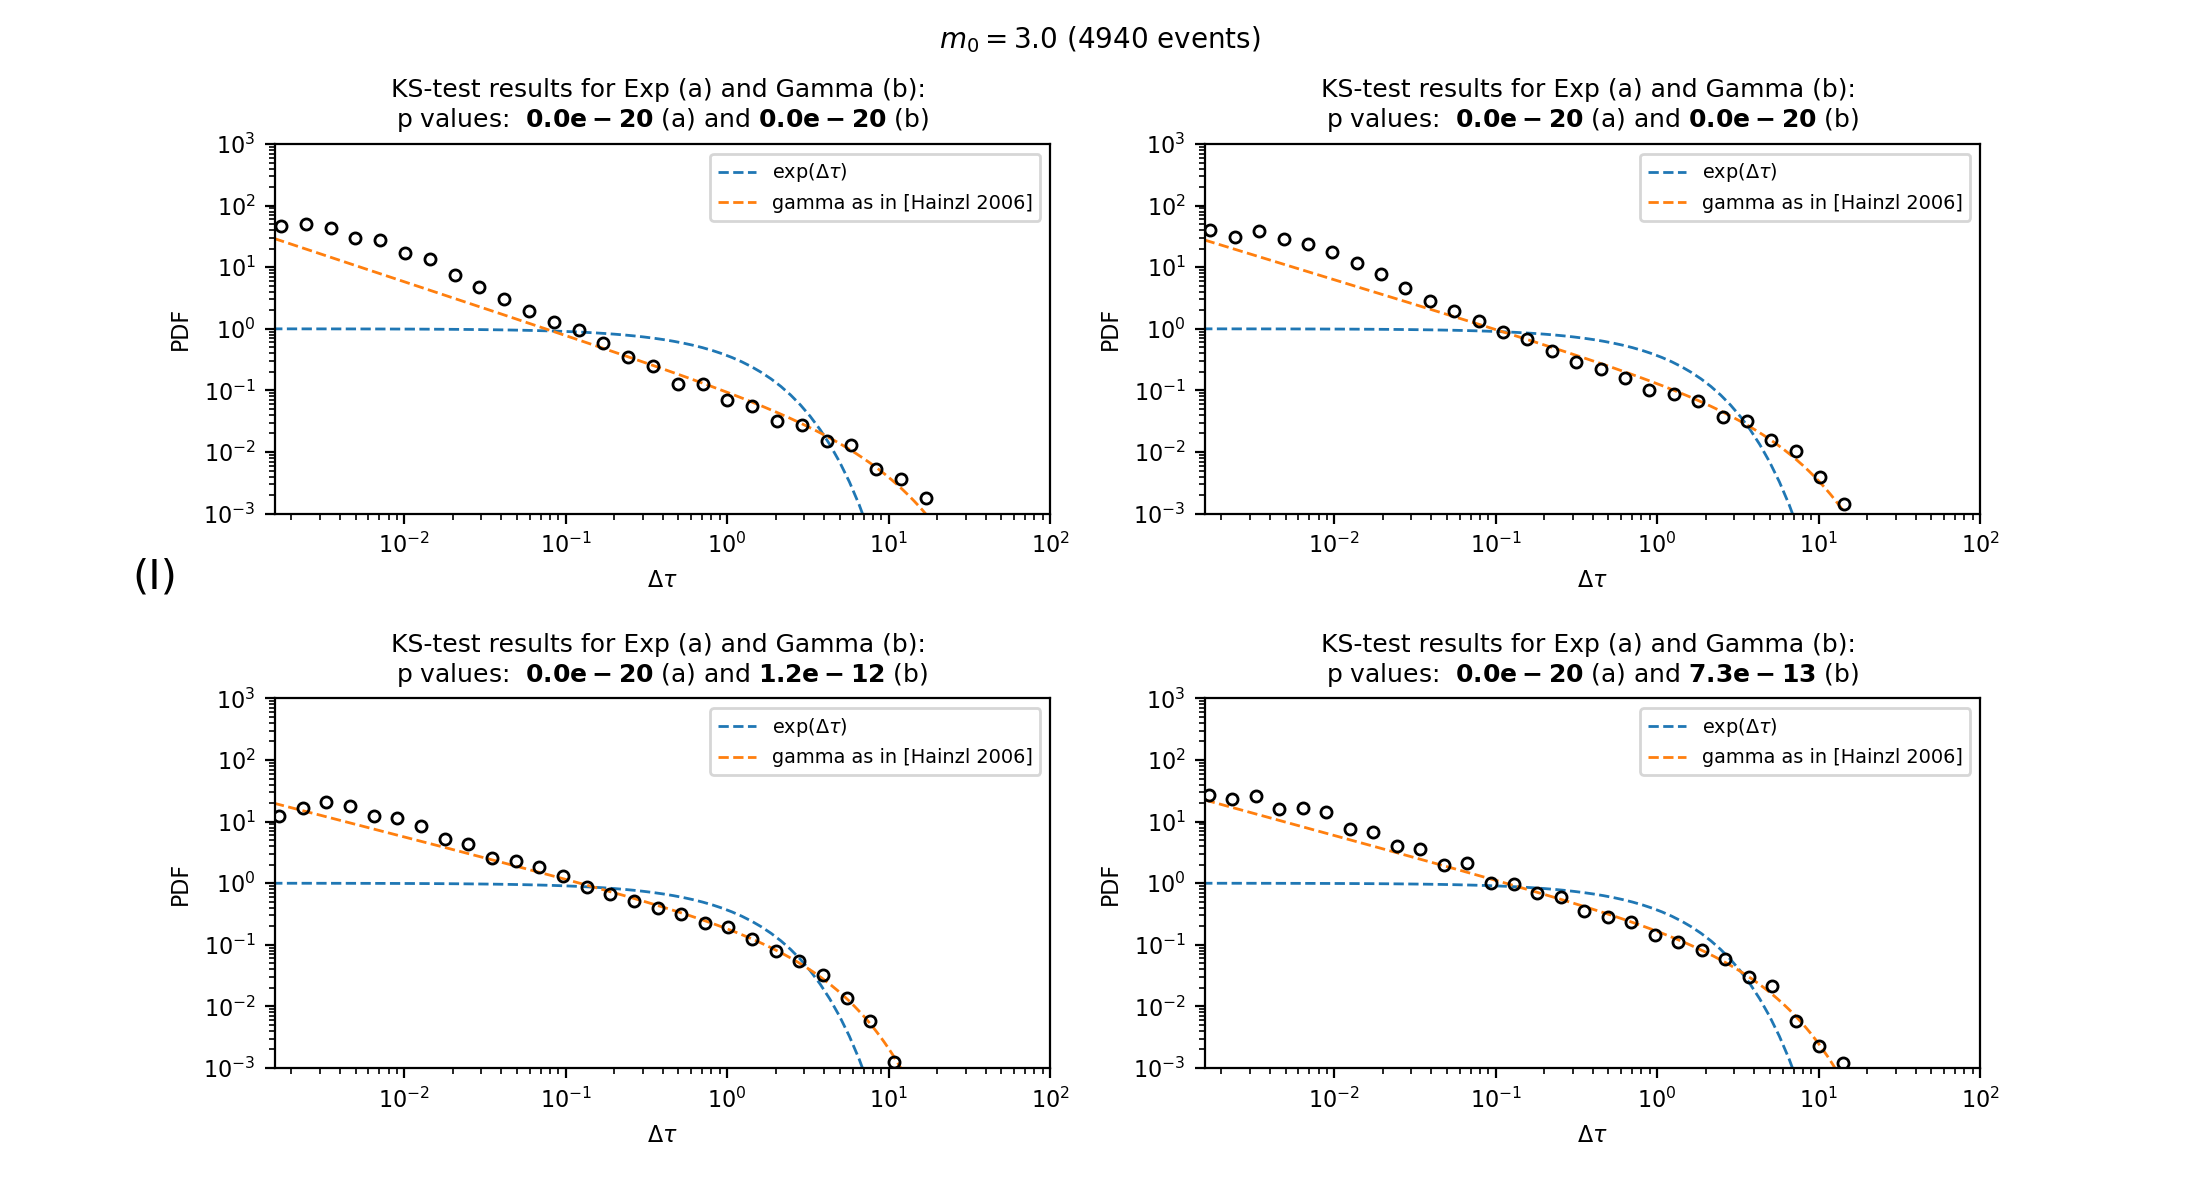 m₀ = 3.0 (4940 events)
KS-test results for Exp (a) and Gamma (b):
p values: 0.0e − 20 (a) and 0.0e − 20 (b)
10³
10²
10¹
10⁰
10⁻¹
10⁻²
10⁻³
PDF
exp(Δτ)
gamma as in [Hainzl 2006]
10⁻² 10⁻¹ 10⁰ 10¹ 10²
Δτ
KS-test results for Exp (a) and Gamma (b):
p values: 0.0e − 20 (a) and 0.0e − 20 (b)
10³
10²
10¹
10⁰
10⁻¹
10⁻²
10⁻³
PDF
exp(Δτ)
gamma as in [Hainzl 2006]
10⁻² 10⁻¹ 10⁰ 10¹ 10²
Δτ
(I)
KS-test results for Exp (a) and Gamma (b):
p values: 0.0e − 20 (a) and 1.2e − 12 (b)
10³
10²
10¹
10⁰
10⁻¹
10⁻²
10⁻³
PDF
exp(Δτ)
gamma as in [Hainzl 2006]
10⁻² 10⁻¹ 10⁰ 10¹ 10²
Δτ
KS-test results for Exp (a) and Gamma (b):
p values: 0.0e − 20 (a) and 7.3e − 13 (b)
10³
10²
10¹
10⁰
10⁻¹
10⁻²
10⁻³
PDF
exp(Δτ)
gamma as in [Hainzl 2006]
10⁻² 10⁻¹ 10⁰ 10¹ 10²
Δτ